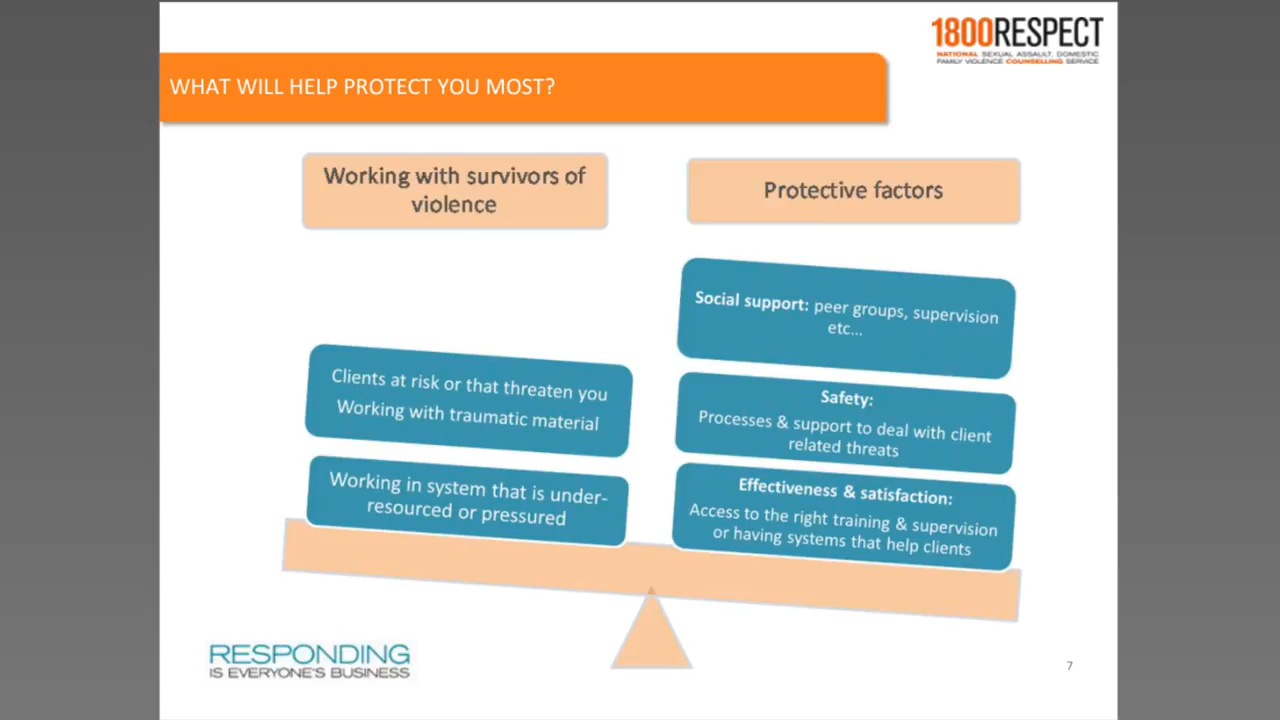 1800RESPECT
NATIONAL SEXUAL ASSAULT, DOMESTIC
FAMILY VIOLENCE COUNSELLING SERVICE
WHAT WILL HELP PROTECT YOU MOST?
Working with survivors of
violence
Protective factors
Clients at risk or that threaten you
Working with traumatic material
Working in system that is under-
resourced or pressured
Social support: peer groups, supervision
etc...
Safety:
Processes & support to deal with client
related threats
Effectiveness & satisfaction:
Access to the right training & supervision
or having systems that help clients
RESPONDING
IS EVERYONE'S BUSINESS
7